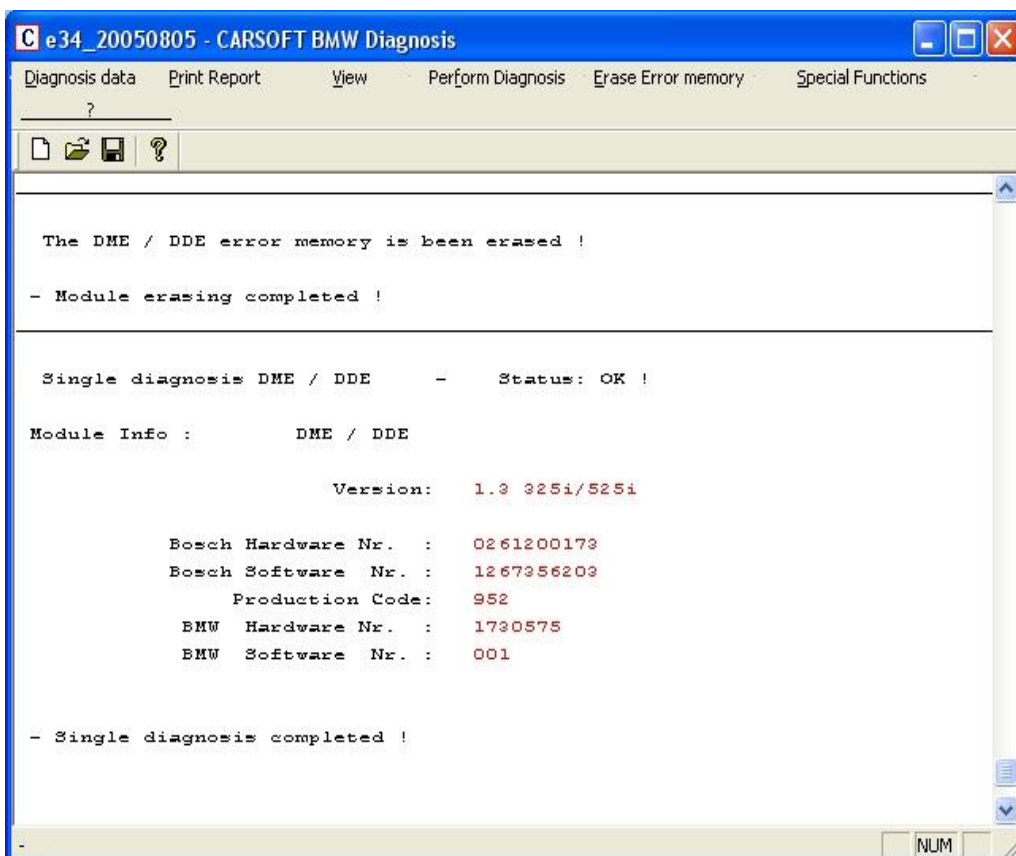 C e34_20050805 - CARSOFT BMW Diagnosis
Diagnosis data Print Report View Perform Diagnosis Erase Error memory Special Functions
?
The DME / DDE error memory is been erased !
- Module erasing completed !
Single diagnosis DME / DDE - Status: OK !
Module Info : DME / DDE
Version: 1.3 325i/525i
Bosch Hardware Nr. : 0261200173
Bosch Software Nr. : 1267356203
Production Code: 952
BMW Hardware Nr. : 1730575
BMW Software Nr. : 001
- Single diagnosis completed !
- NUM